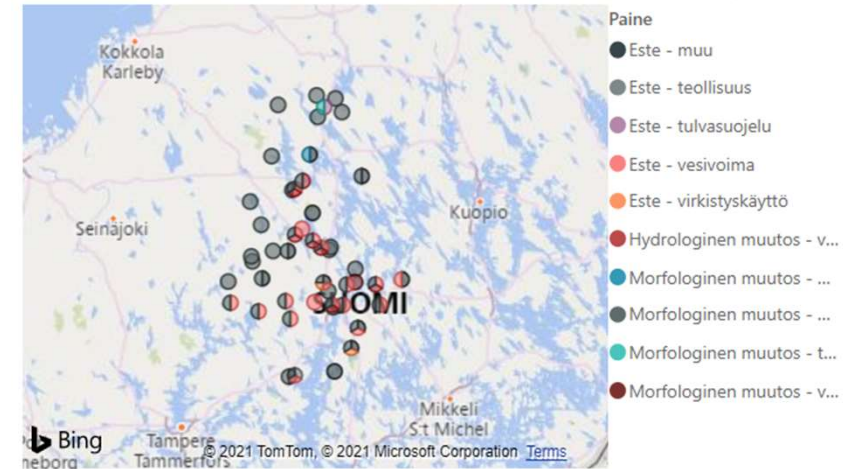 Kokkola
Karleby
Seinäjoki
Kuopio
SUOMI
Mikkeli
S:t Michel
Tampere
Tammerfors
neborg
Bing
© 2021 TomTom, © 2021 Microsoft Corporation Terms
Paine
Este - muu
Este - teollisuus
Este - tulvasuojelu
Este - vesivoima
Este - virkistyskäyttö
Hydrologinen muutos - v...
Morfologinen muutos - ...
Morfologinen muutos - ...
Morfologinen muutos - t...
Morfologinen muutos - v...